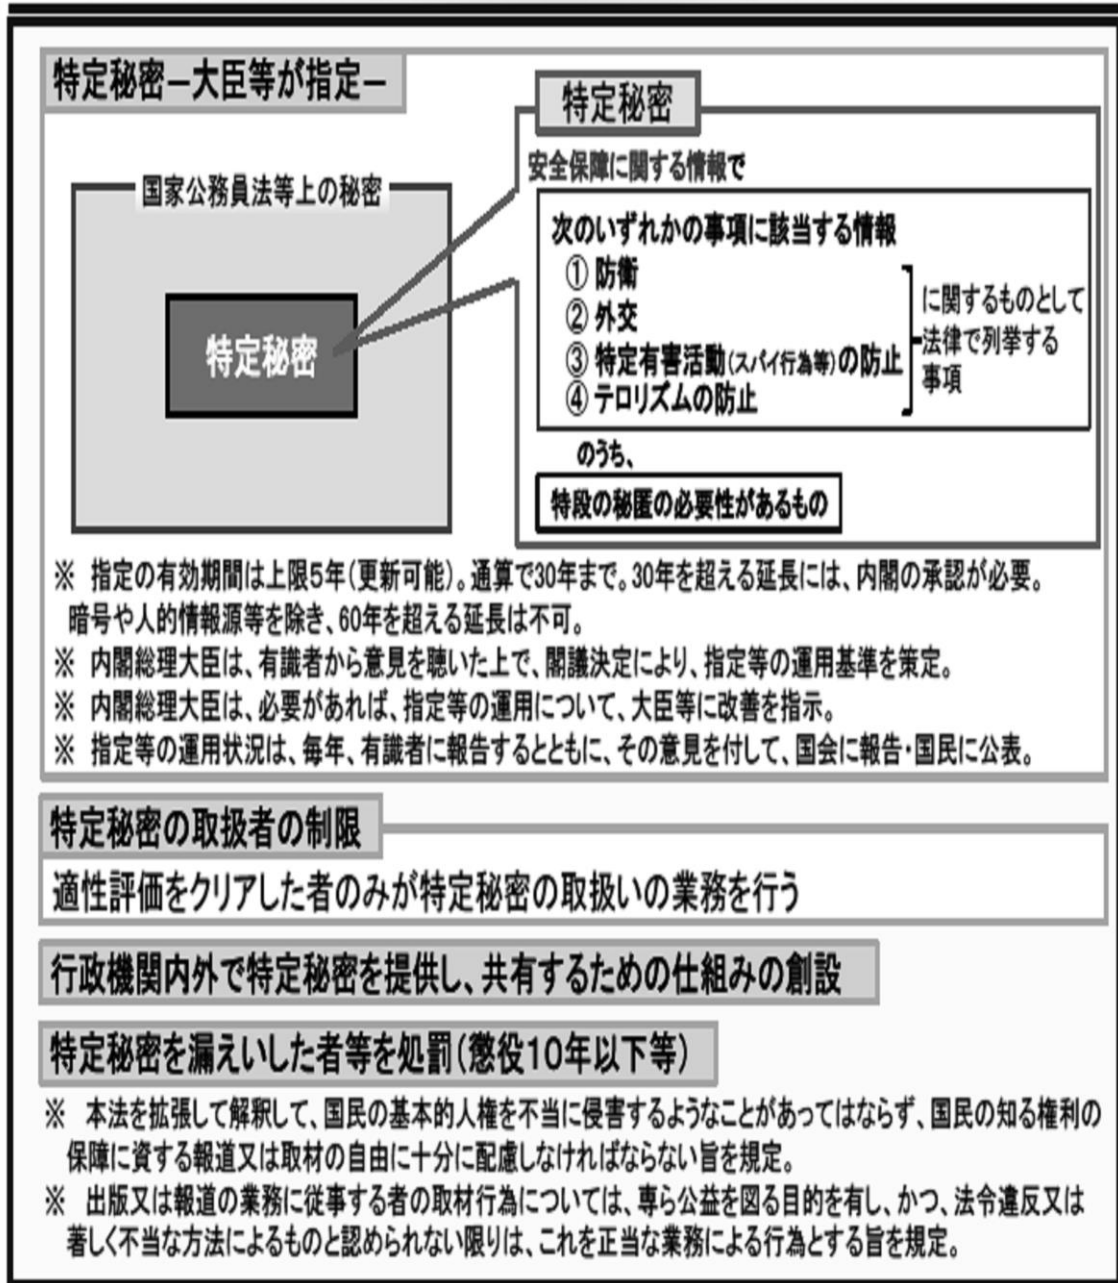 特定秘密―大臣等が指定―
国家公務員法等上の秘密
特定秘密
特定秘密
安全保障に関する情報で
次のいずれかの事項に該当する情報
① 防衛
② 外交
③ 特定有害活動(スパイ行為等)の防止
④ テロリズムの防止
に関するものとして
法律で列挙する
事項
のうち、
特段の秘匿の必要性があるもの
※ 指定の有効期間は上限5年(更新可能)。通算で30年まで。30年を超える延長には、内閣の承認が必要。
暗号や人的情報源等を除き、60年を超える延長は不可。
※ 内閣総理大臣は、有識者から意見を聴いた上で、閣議決定により、指定等の運用基準を策定。
※ 内閣総理大臣は、必要があれば、指定等の運用について、大臣等に改善を指示。
※ 指定等の運用状況は、毎年、有識者に報告するとともに、その意見を付して、国会に報告・国民に公表。
特定秘密の取扱者の制限
適性評価をクリアした者のみが特定秘密の取扱いの業務を行う
行政機関内外で特定秘密を提供し、共有するための仕組みの創設
特定秘密を漏えいした者等を処罰(懲役10年以下等)
※ 本法を拡張して解釈して、国民の基本的人権を不当に侵害するようなことがあってはならず、国民の知る権利の
保障に資する報道又は取材の自由に十分に配慮しなければならない旨を規定。
※ 出版又は報道の業務に従事する者の取材行為については、専ら公益を図る目的を有し、かつ、法令違反又は
著しく不当な方法によるものと認められない限りは、これを正当な業務による行為とする旨を規定。